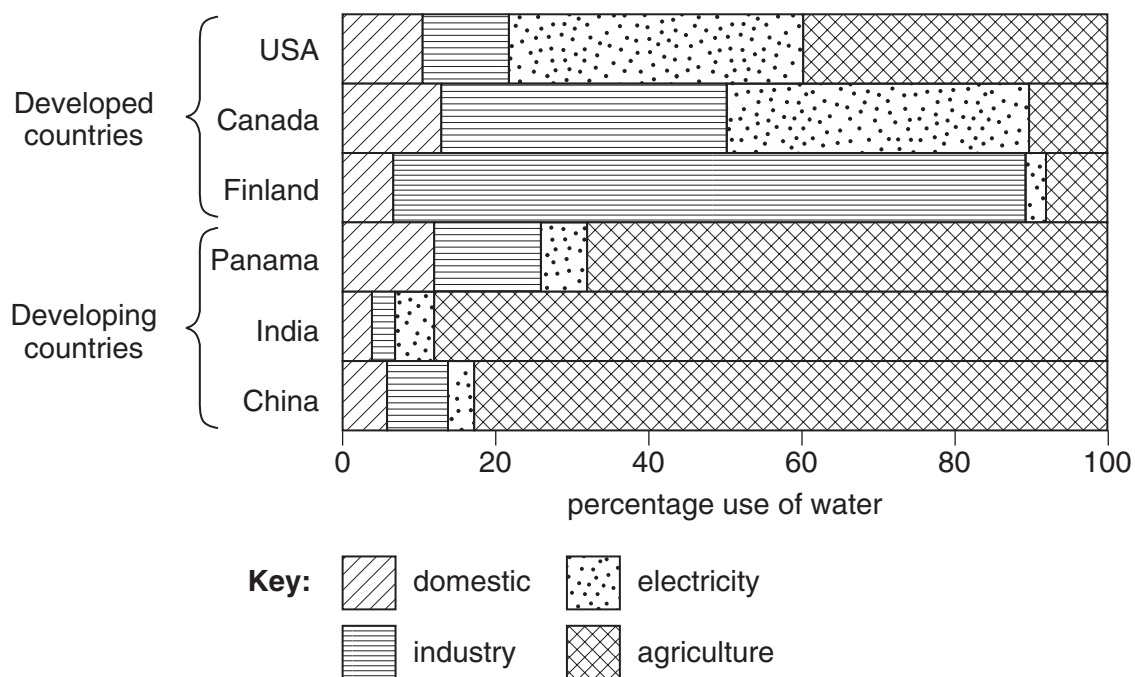 Developed
countries
USA
Canada
Finland
Developing
countries
Panama
India
China
0 20 40 60 80 100
percentage use of water
Key: domestic electricity
industry agriculture